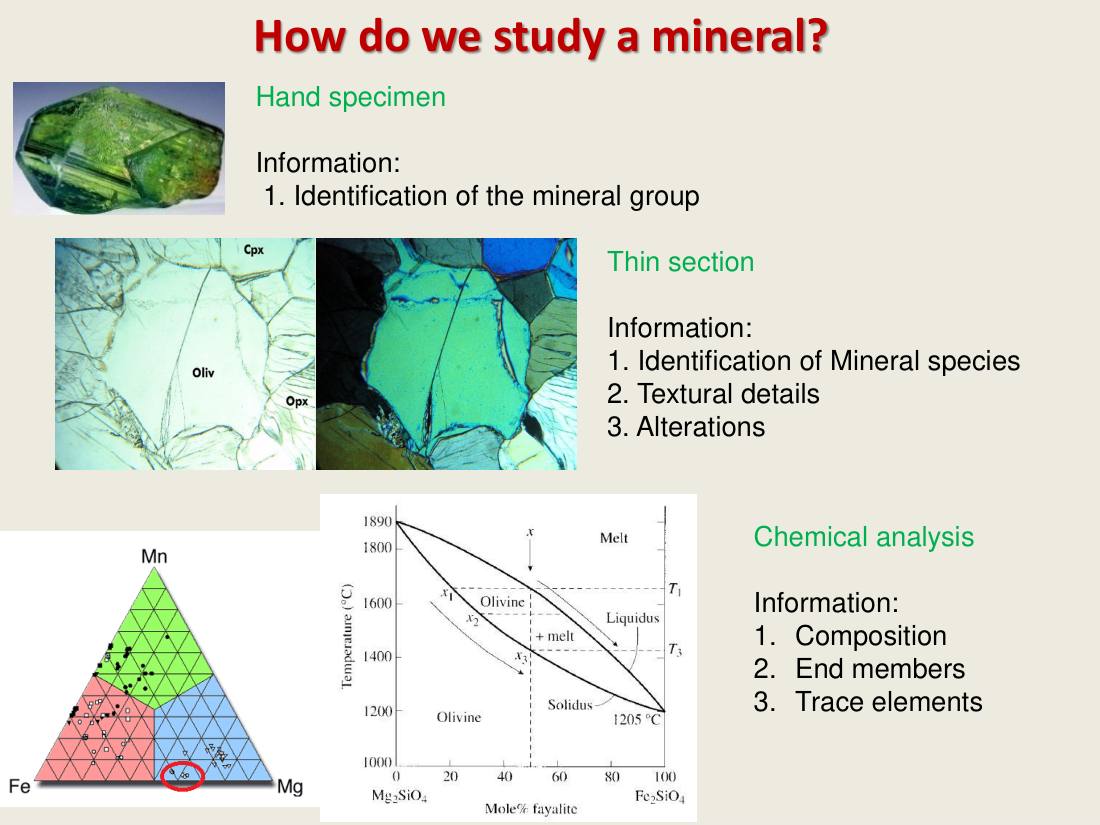 How do we study a mineral?
Hand specimen
Information:
1. Identification of the mineral group
Cpx
Oliv
Opx
Thin section
Information:
1. Identification of Mineral species
2. Textural details
3. Alterations
Mn
Fe
Mg
1890
1800
1600
1400
1200
1000
Temperature (°C)
x
Melt
T₁
x₁
Olivine
x₂
Liquidus
+ melt
x₃
T₃
Solidus
Olivine
1205 °C
0 20 40 60 80 100
Mg₂SiO₄
Fe₂SiO₄
Mole% fayalite
Chemical analysis
Information:
1. Composition
2. End members
3. Trace elements